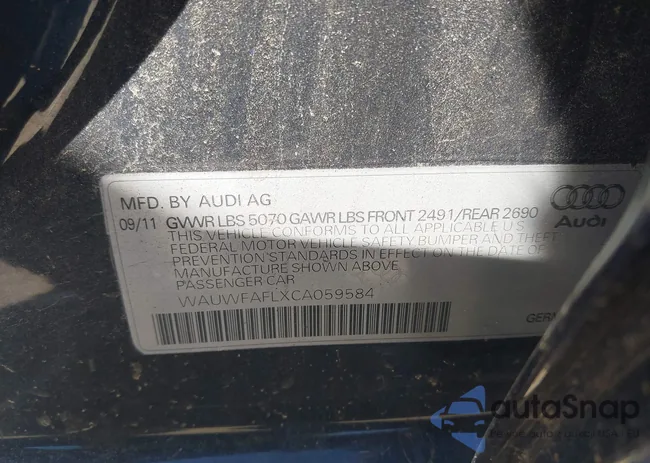 MFD. BY AUDI AG
09/11 GVWR LBS 5070 GAWR LBS FRONT 2491/REAR 2690
THIS VEHICLE CONFORMS TO ALL APPLICABLE U.S
FEDERAL MOTOR VEHICLE SAFETY BUMPER AND THEFT
PREVENTION STANDARDS IN EFFECT ON THE DATE OF
MANUFACTURE SHOWN ABOVE
PASSENGER CAR
WAUWFAFLXCA059584
Audi
GER
autoSnap